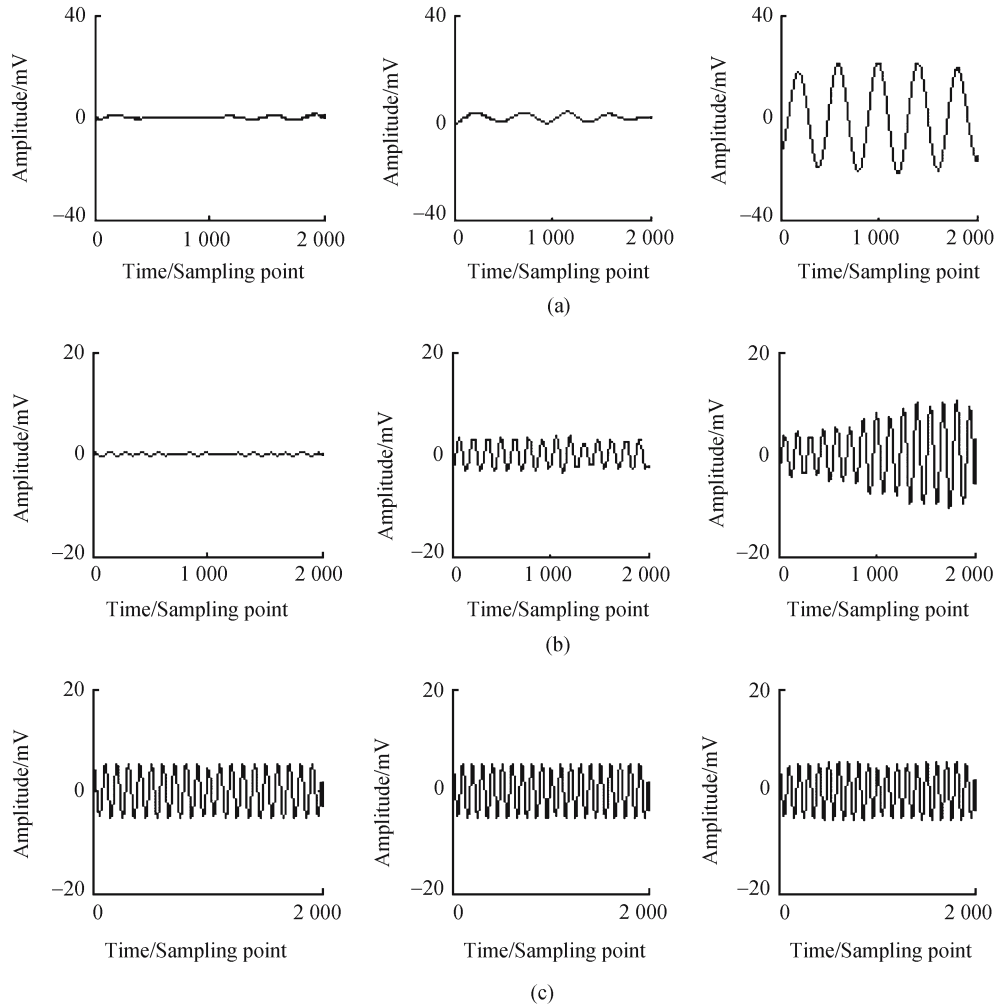 40 40 40
Amplitude/mV Amplitude/mV Amplitude/mV
0 0 0
–40 –40 –40
0 1 000 2 000 0 1 000 2 000 0 1 000 2 000
Time/Sampling point Time/Sampling point Time/Sampling point
(a)
20 20 20
Amplitude/mV Amplitude/mV Amplitude/mV
0 0 0
–20 –20 –20
0 1 000 2 000 0 1 000 2 000 0 1 000 2 000
Time/Sampling point Time/Sampling point Time/Sampling point
(b)
20 20 20
Amplitude/mV Amplitude/mV Amplitude/mV
0 0 0
–20 –20 –20
0 2 000 0 2 000 0 2 000
Time/Sampling point Time/Sampling point Time/Sampling point
(c)